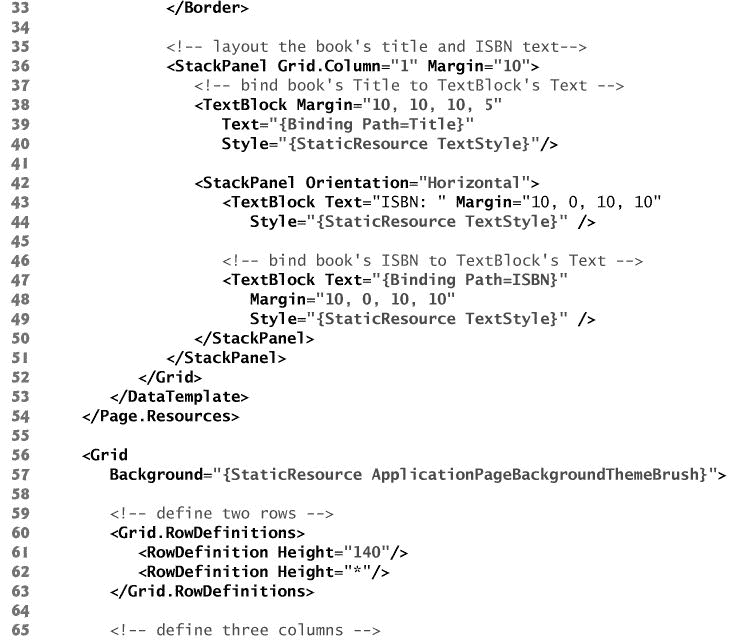 33 </Border>
34
35 <!-- layout the book's title and ISBN text-->
36 <StackPanel Grid.Column="1" Margin="10">
37 <!-- bind book's Title to TextBlock's Text -->
38 <TextBlock Margin="10, 10, 10, 5"
39 Text="{Binding Path=Title}"
40 Style="{StaticResource TextStyle}"/>
41
42 <StackPanel Orientation="Horizontal">
43 <TextBlock Text="ISBN: " Margin="10, 0, 10, 10"
44 Style="{StaticResource TextStyle}" />
45
46 <!-- bind book's ISBN to TextBlock's Text -->
47 <TextBlock Text="{Binding Path=ISBN}"
48 Margin="10, 0, 10, 10"
49 Style="{StaticResource TextStyle}" />
50 </StackPanel>
51 </StackPanel>
52 </Grid>
53 </DataTemplate>
54 </Page.Resources>
55
56 <Grid
57 Background="{StaticResource ApplicationPageBackgroundThemeBrush}">
58
59 <!-- define two rows -->
60 <Grid.RowDefinitions>
61 <RowDefinition Height="140"/>
62 <RowDefinition Height="*"/>
63 </Grid.RowDefinitions>
64
65 <!-- define three columns -->